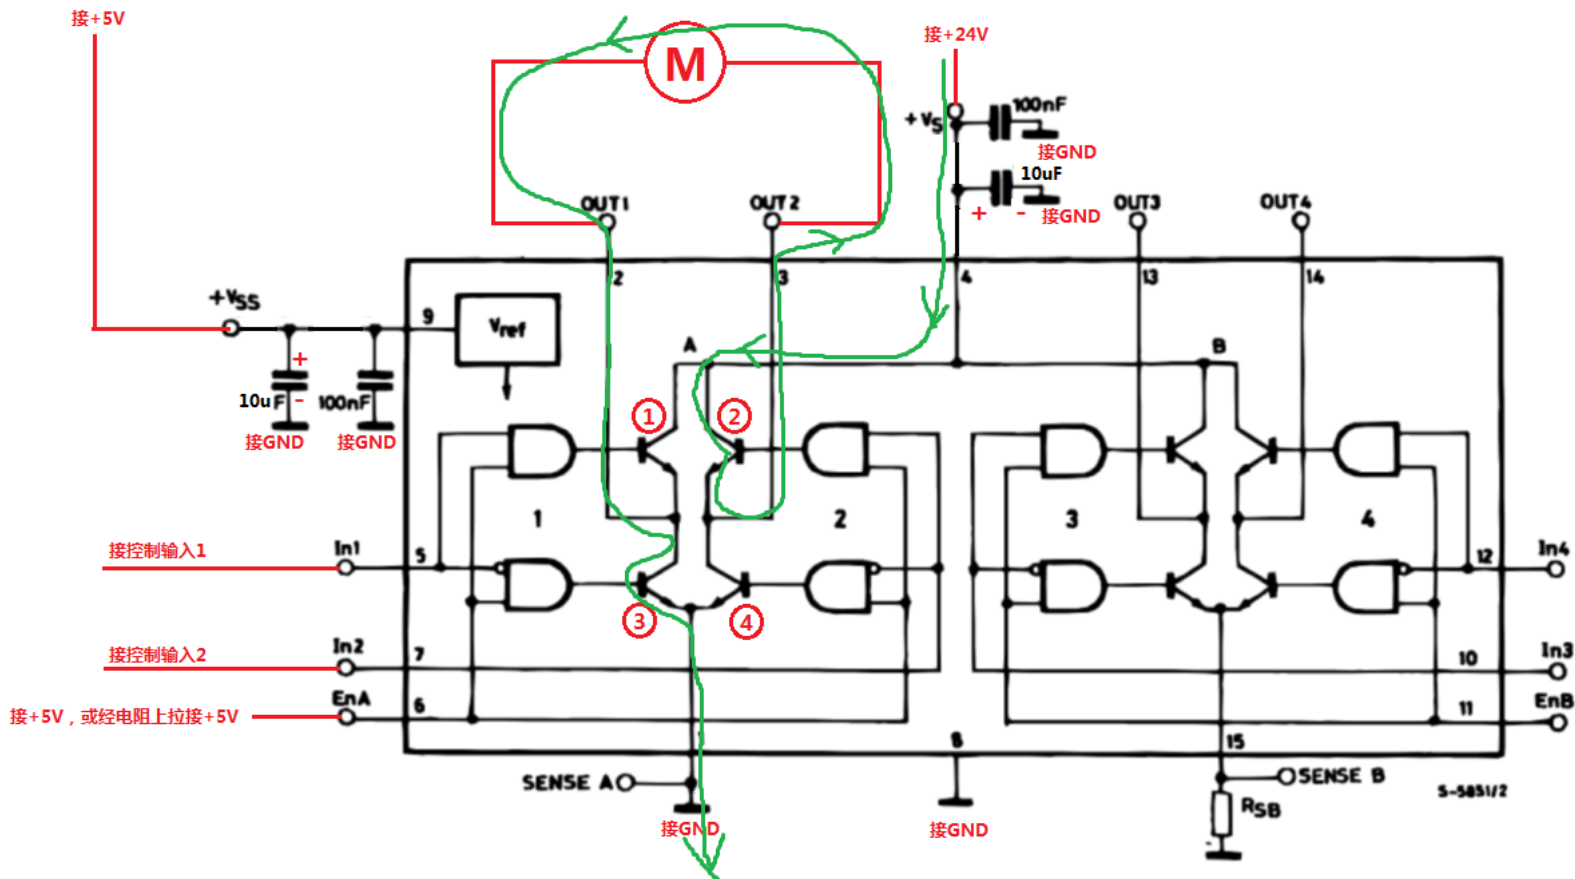 接+5V
M
接+24V
+VS
100nF
接GND
10uF
+ -
接GND
OUT1
OUT2
OUT3
OUT4
2
3
4
13
14
+VSS
9
Vref
A
B
+
10uF
-
100nF
接GND
接GND
①
②
1
2
3
4
接控制输入1
In1
5
12
In4
③
④
接控制输入2
In2
7
10
In3
接+5V，或经电阻上拉接+5V
EnA
6
11
EnB
8
15
SENSE A
SENSE B
S-5851/2
接GND
接GND
RSB